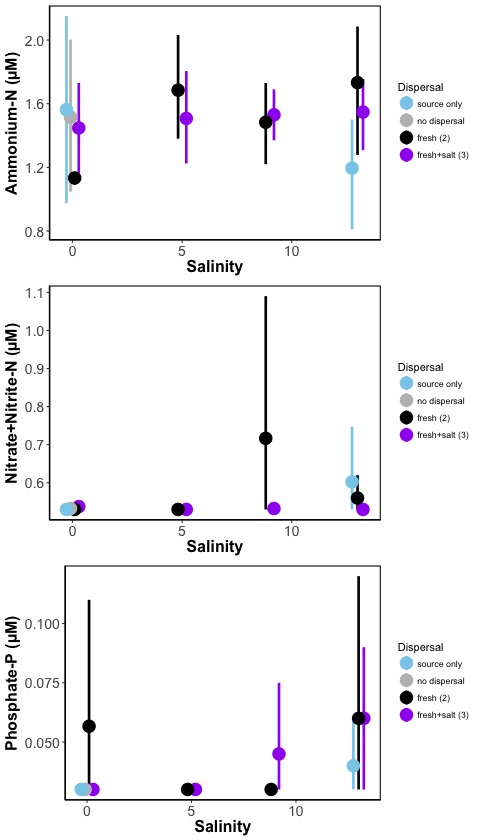 Ammonium-N (µM)
2.0
1.6
1.2
0.8
0 5 10
Salinity
Dispersal
source only
no dispersal
fresh (2)
fresh+salt (3)
Nitrate+Nitrite-N (µM)
1.1
1.0
0.9
0.8
0.7
0.6
0 5 10
Salinity
Dispersal
source only
no dispersal
fresh (2)
fresh+salt (3)
Phosphate-P (µM)
0.100
0.075
0.050
0 5 10
Salinity
Dispersal
source only
no dispersal
fresh (2)
fresh+salt (3)